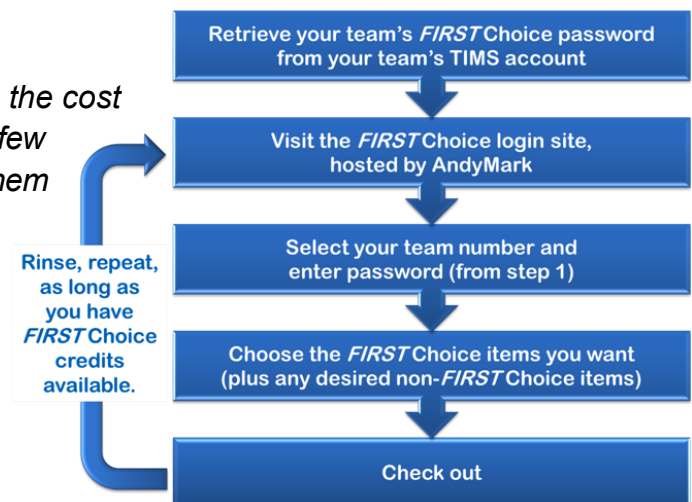 Retrieve your team's FIRST Choice password
from your team's TIMS account
the cost
few
Visit the FIRST Choice login site,
hosted by AndyMark
Select your team number and
enter password (from step 1)
Rinse, repeat,
as long as
you have
FIRST Choice
credits
available.
Choose the FIRST Choice items you want
(plus any desired non-FIRST Choice items)
Check out